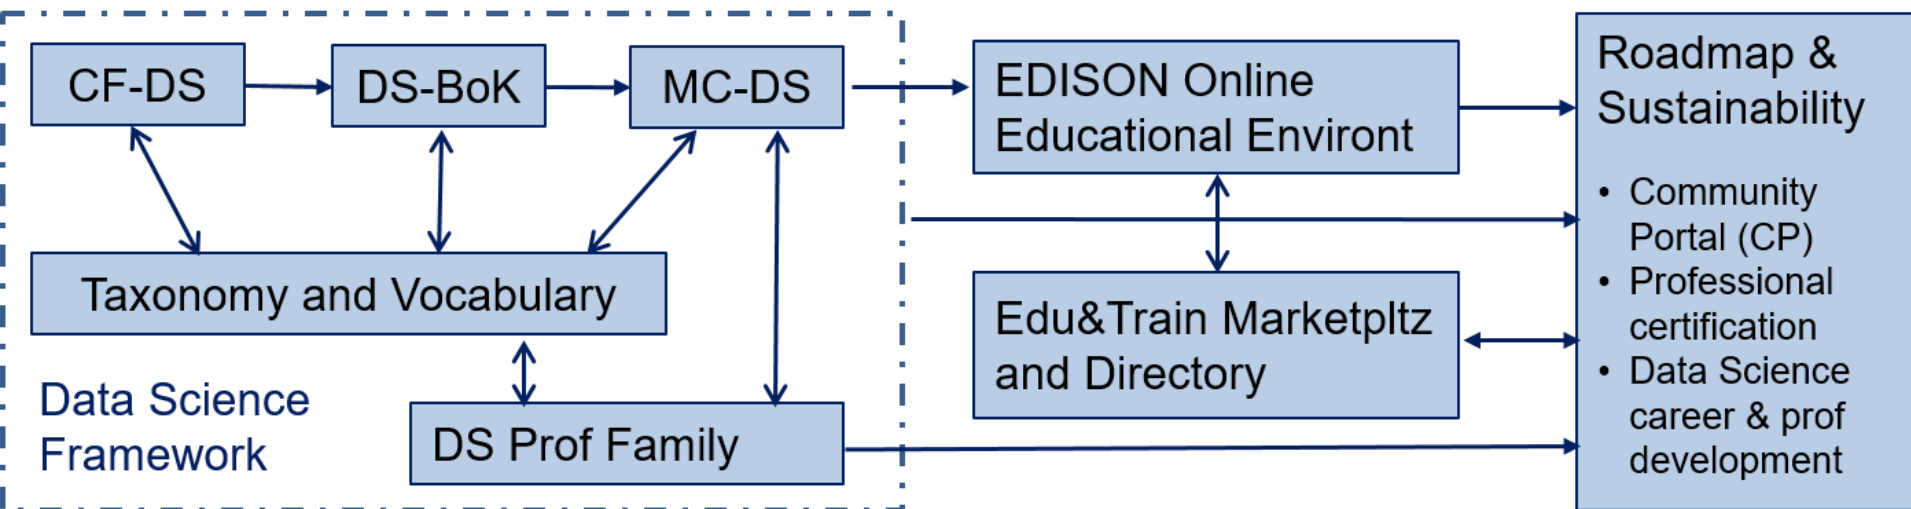 CF-DS
DS-BoK
MC-DS
Taxonomy and Vocabulary
Data Science
Framework
DS Prof Family
EDISON Online
Educational Environt
Edu&Train Marketpltz
and Directory
Roadmap &
Sustainability
• Community
Portal (CP)
• Professional
certification
• Data Science
career & prof
development